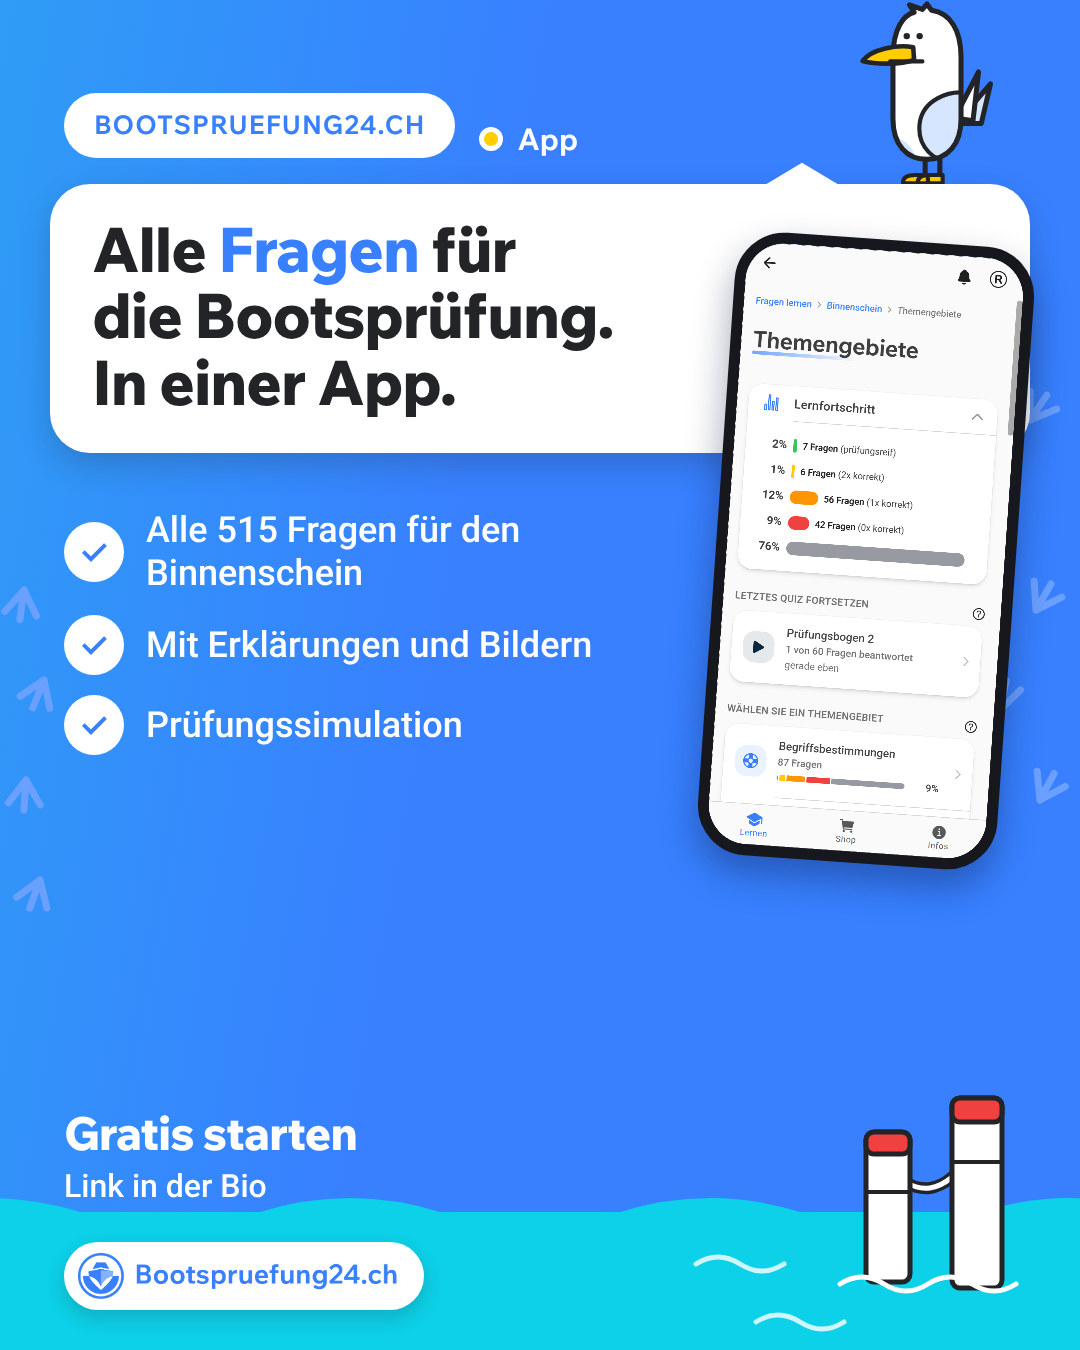 BOOTSPRUEFUNG24.CH
App
Alle Fragen für
die Bootsprüfung.
In einer App.
Alle 515 Fragen für den
Binnenschein
Mit Erklärungen und Bildern
Prüfungssimulation
R
Fragen lernen > Binnenschein > Themengebiete
Themengebiete
Lernfortschritt
2% 7 Fragen (prüfungsreif)
1% 6 Fragen (2x korrekt)
12% 56 Fragen (1x korrekt)
9% 42 Fragen (0x korrekt)
76%
LETZTES QUIZ FORTSETZEN
?
Prüfungsbogen 2
1 von 60 Fragen beantwortet
gerade eben
WÄHLEN SIE EIN THEMENGEBIET
?
Begriffsbestimmungen
87 Fragen
9%
Lernen
Shop
Infos
Gratis starten
Link in der Bio
Bootspruefung24.ch